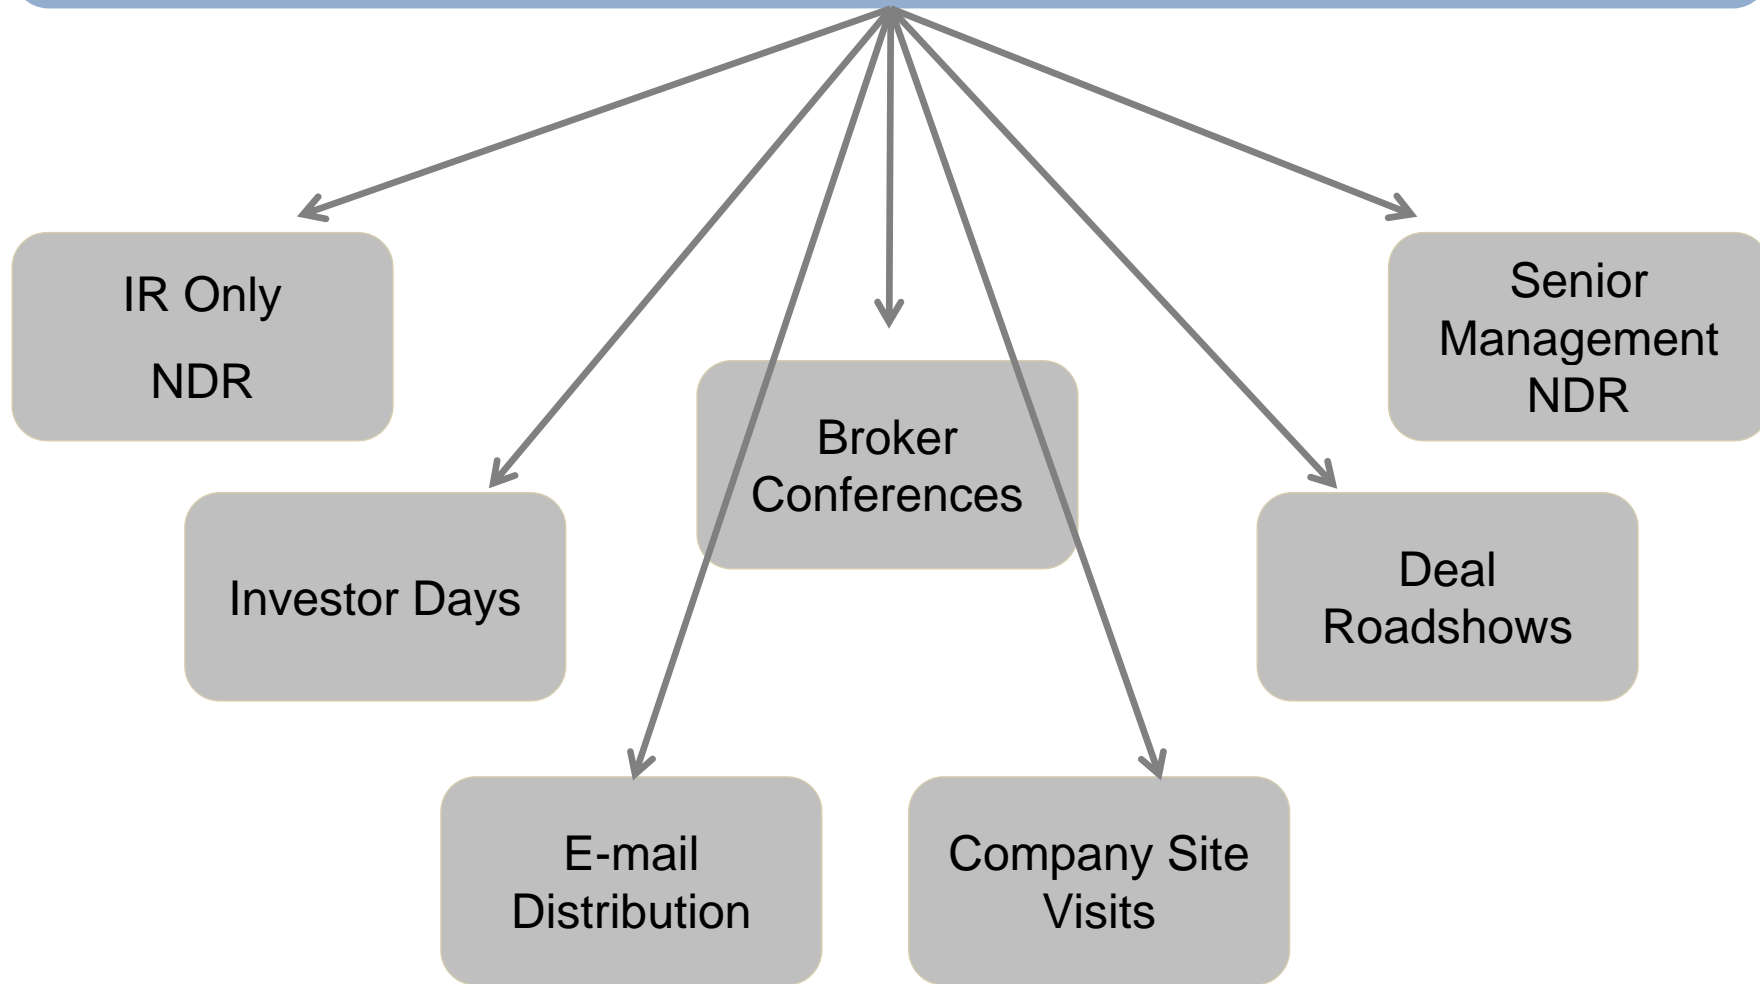 IR Only
NDR
Senior
Management
NDR
Broker
Conferences
Investor Days
Deal
Roadshows
E-mail
Distribution
Company Site
Visits